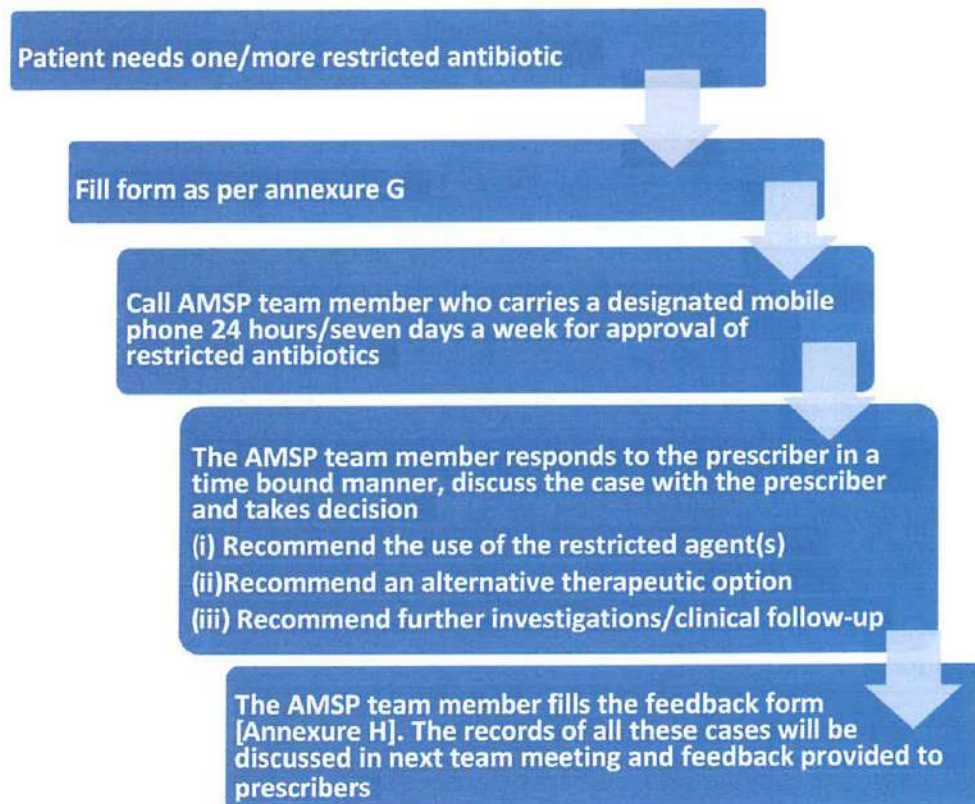 Patient needs one/more restricted antibiotic
Fill form as per annexure G
Call AMSP team member who carries a designated mobile
phone 24 hours/seven days a week for approval of
restricted antibiotics
The AMSP team member responds to the prescriber in a
time bound manner, discuss the case with the prescriber
and takes decision
(i) Recommend the use of the restricted agent(s)
(ii)Recommend an alternative therapeutic option
(iii) Recommend further investigations/clinical follow-up
The AMSP team member fills the feedback form
[Annexure H]. The records of all these cases will be
discussed in next team meeting and feedback provided to
prescribers